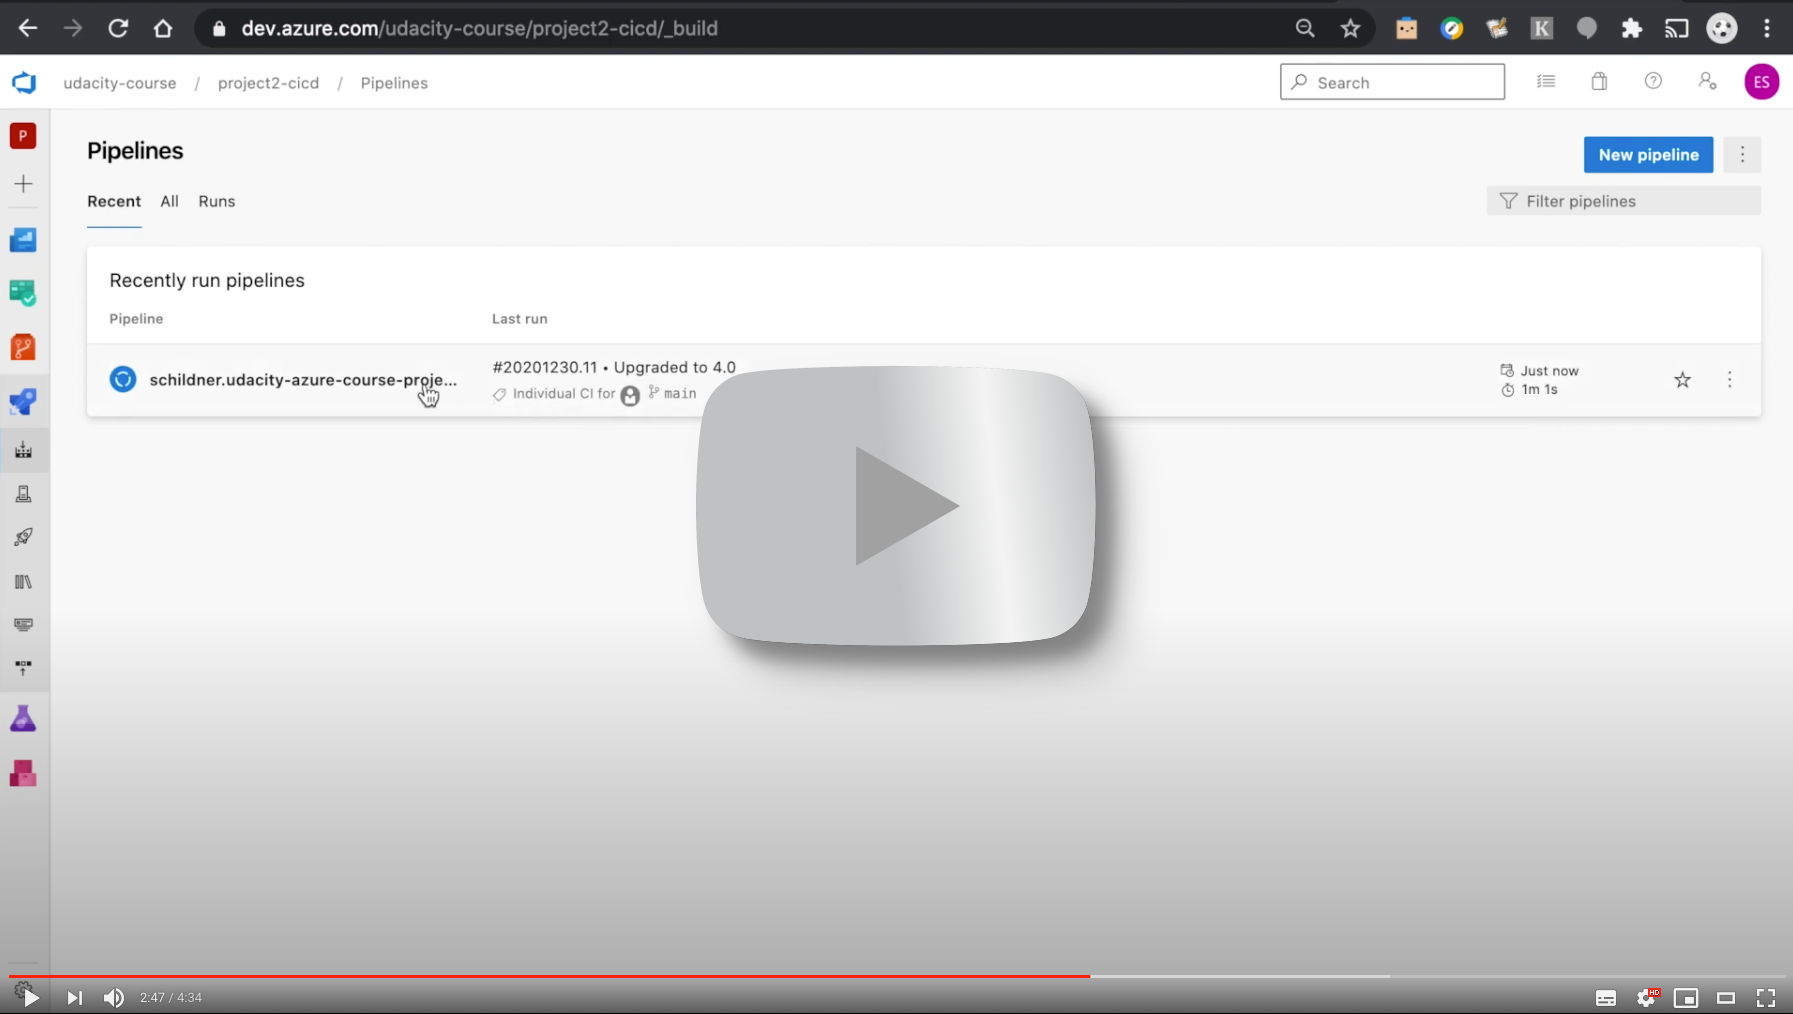 dev.azure.com/udacity-course/project2-cicd/_build
K
udacity-course / project2-cicd / Pipelines
Search
ES
P
Pipelines
New pipeline
Recent All Runs
Filter pipelines
Recently run pipelines
Pipeline Last run
schildner.udacity-azure-course-proje...
#20201230.11 • Upgraded to 4.0
Individual CI for main
Just now
1m 1s
2:47 / 4:34
HD